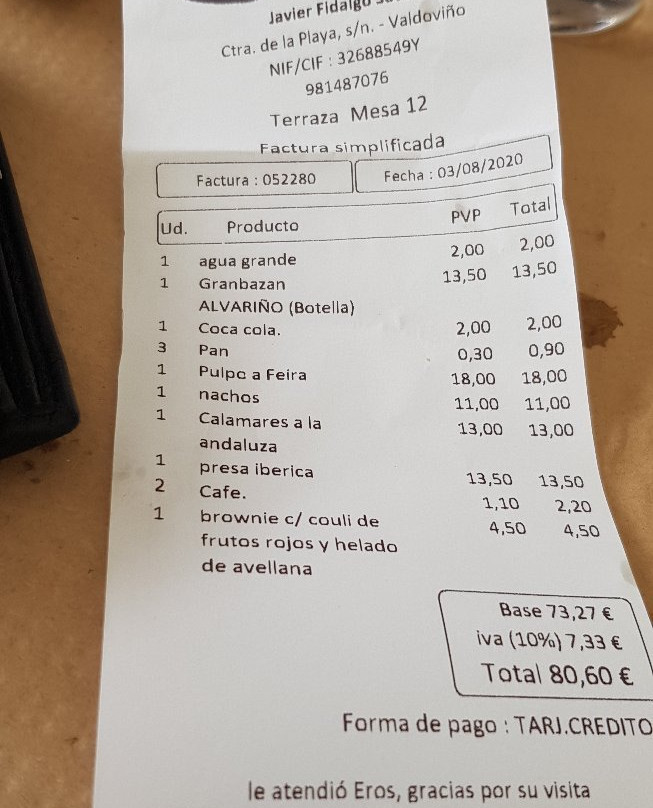 Javier Fidalgo
Ctra. de la Playa, s/n. - Valdoviño
NIF/CIF : 32688549Y
981487076
Terraza Mesa 12
Factura simplificada
Factura : 052280 Fecha : 03/08/2020
Ud. Producto PVP Total
1 agua grande 2,00 2,00
1 Granbazan 13,50 13,50
ALVARIÑO (Botella)
1 Coca cola. 2,00 2,00
3 Pan 0,30 0,90
1 Pulpo a Feira 18,00 18,00
1 nachos 11,00 11,00
1 Calamares a la 13,00 13,00
andaluza
1 presa iberica 13,50 13,50
2 Cafe. 1,10 2,20
1 brownie c/ couli de 4,50 4,50
frutos rojos y helado
de avellana
Base 73,27 €
iva (10%) 7,33 €
Total 80,60 €
Forma de pago : TARJ.CREDITO
le atendió Eros, gracias por su visita